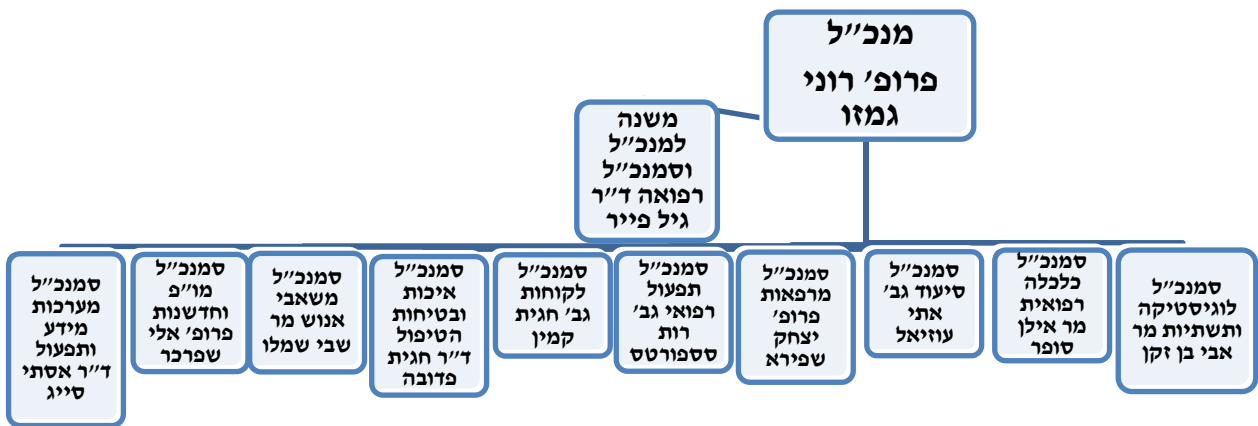 מנכ״ל
פרופ׳ רוני
גמזו
משנה
למנכ״ל
וסמנכ״ל
רפואה ד״ר
גיל פייר
סמנכ״ל
לוגיסטיקה
ותשתיות מר
אבי בן זקן
סמנכ״ל
כלכלה
רפואית
מר אילן
סופר
סמנכ״ל
סיעוד גב׳
אתי
עוזיאל
סמנכ״ל
מרפאות
פרופ׳
יצחק
שפירא
סמנכ״ל
תפעול
רפואי גב׳
רות
ססופרטס
סמנכ״ל
לקוחות
גב׳ חגית
קמין
סמנכ״ל
איכות
ובטיחות
הטיפול
ד״ר חגית
פדובה
סמנכ״ל
משאבי
אנוש מר
שבי שמלו
סמנכ״ל
מו״פ
וחדשנות
פרופ׳ אלי
שפרכר
סמנכ״ל
מערכות
מידע
ותפעול
ד״ר אסתי
סייג